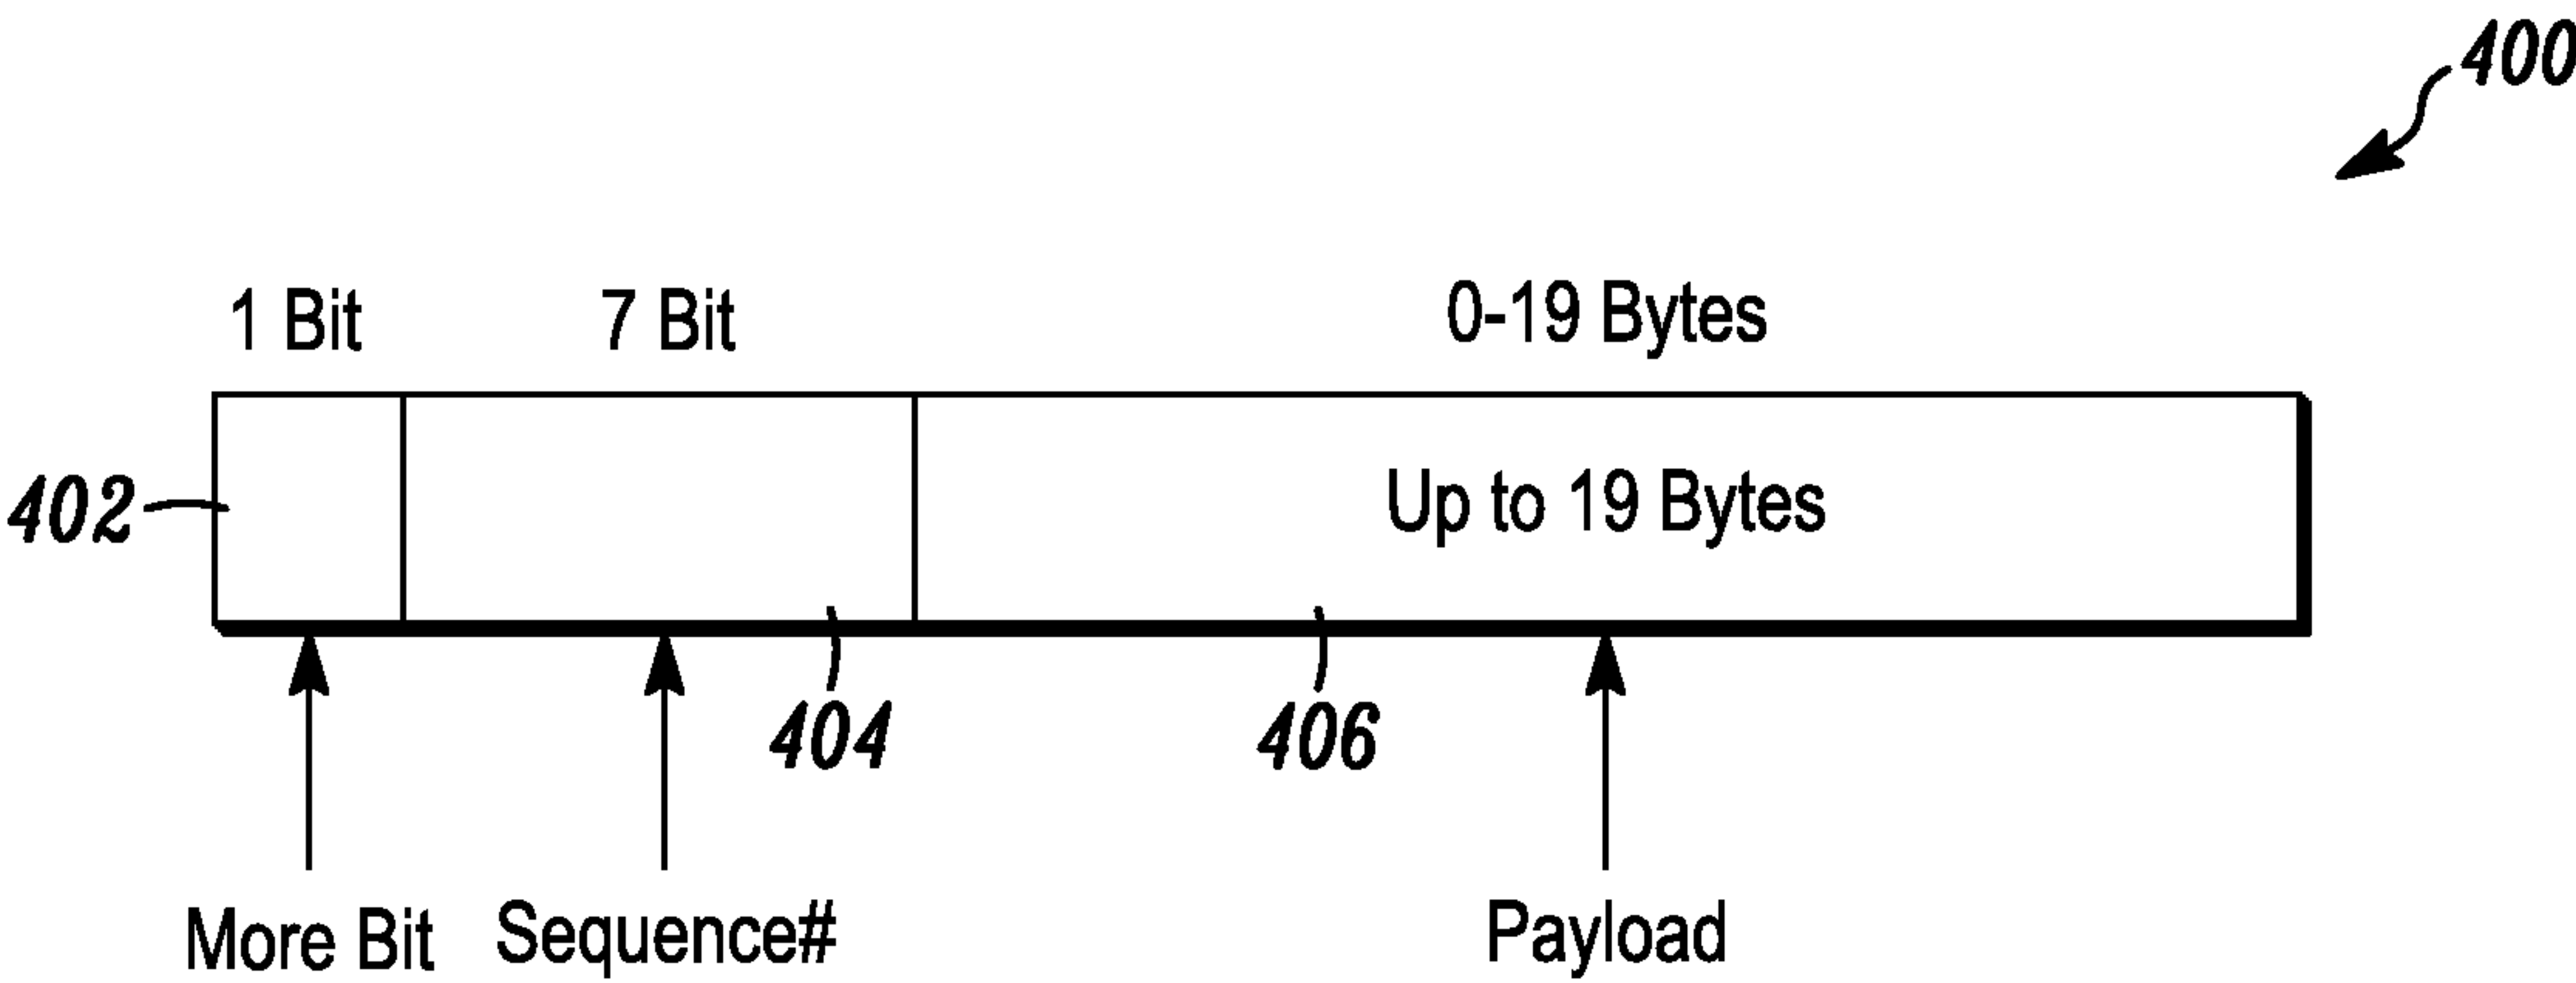 400
1 Bit
7 Bit
0-19 Bytes
402
Up to 19 Bytes
404
406
More Bit
Sequence#
Payload